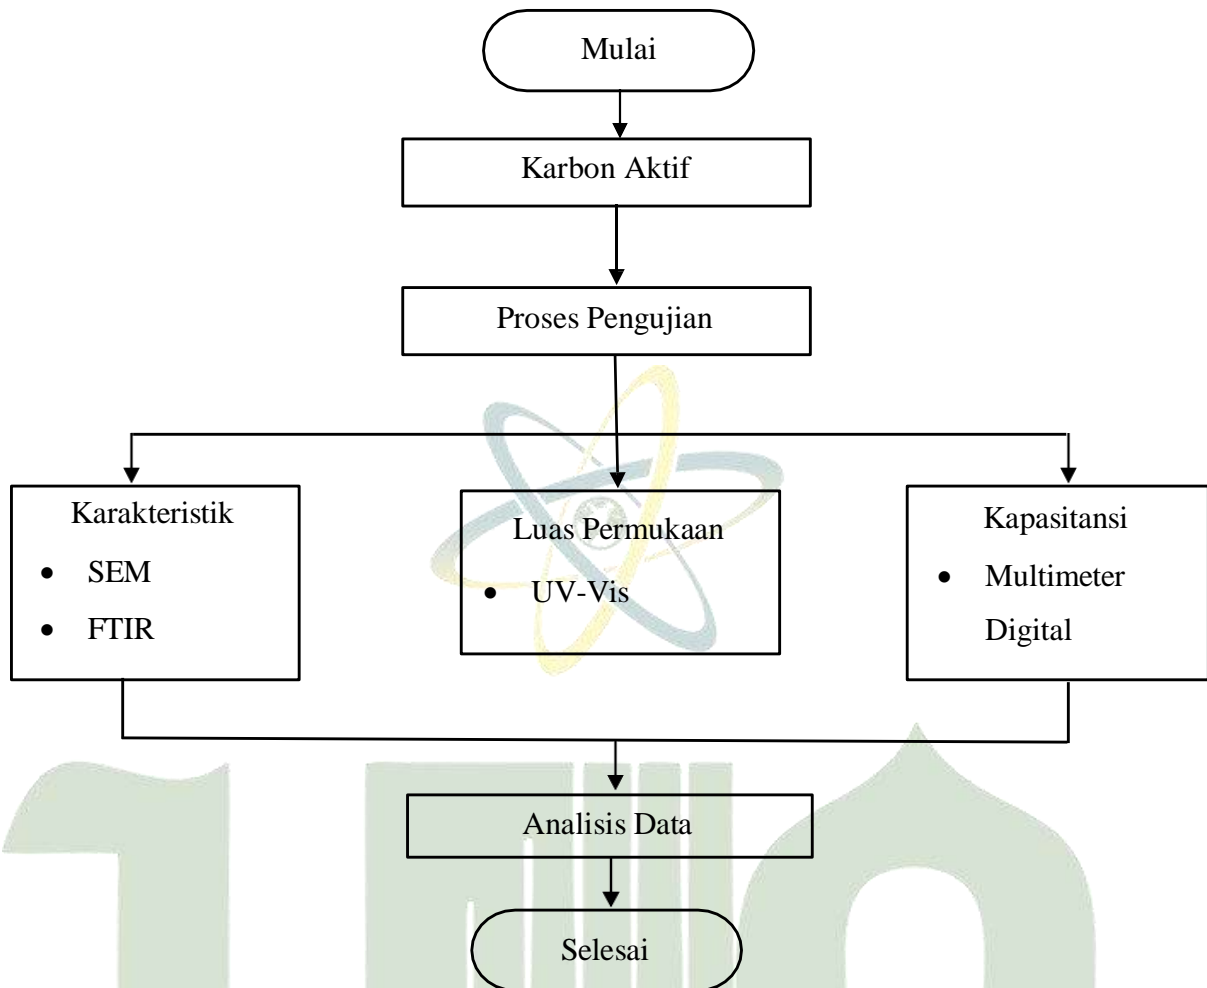 Mulai
Karbon Aktif
Proses Pengujian
Karakteristik
• SEM
• FTIR
Luas Permukaan
• UV-Vis
Kapasitansi
• Multimeter
Digital
Analisis Data
Selesai